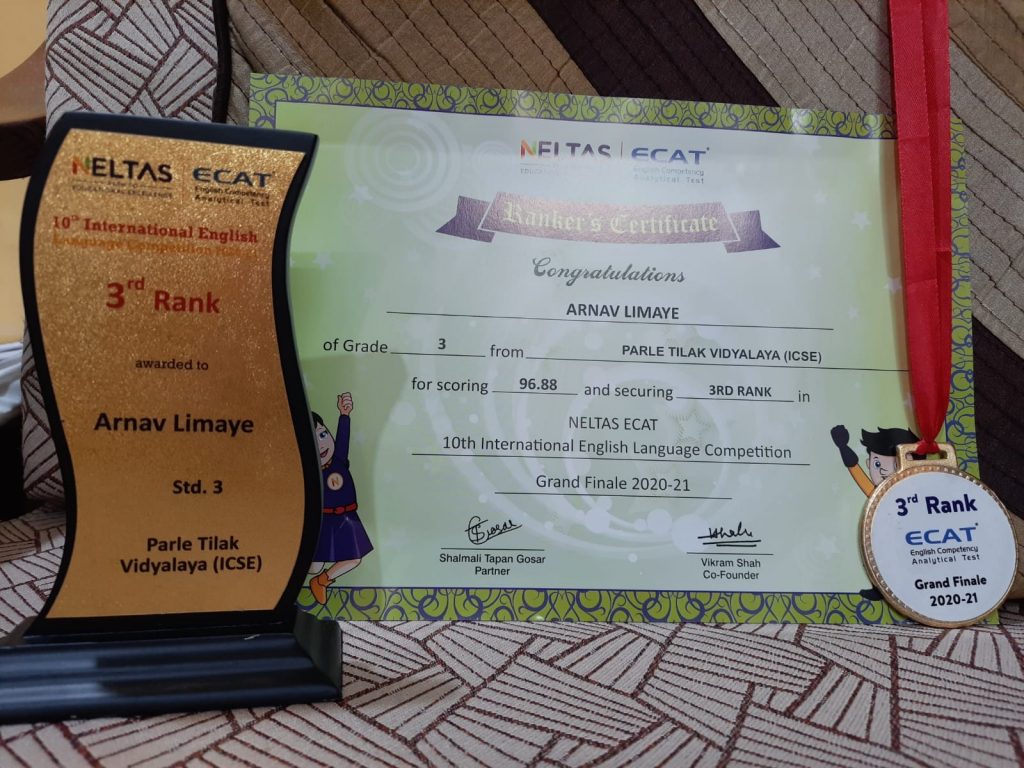 NELTAS ECAT
English Competency
Analytical Test
10th International English
Language Competition
3rd Rank
awarded to
Arnav Limaye
Std. 3
Parle Tilak
Vidyalaya (ICSE)
NELTAS | ECAT
English Competency
Analytical Test
Ranker's Certificate
Congratulations
ARNAV LIMAYE
of Grade 3 from PARLE TILAK VIDYALAYA (ICSE)
for scoring 96.88 and securing 3RD RANK in
NELTAS ECAT
10th International English Language Competition
Grand Finale 2020-21
Shalmali Tapan Gosar
Partner
Vikram Shah
Co-Founder
3rd Rank
ECAT
English Competency
Analytical Test
Grand Finale
2020-21
N